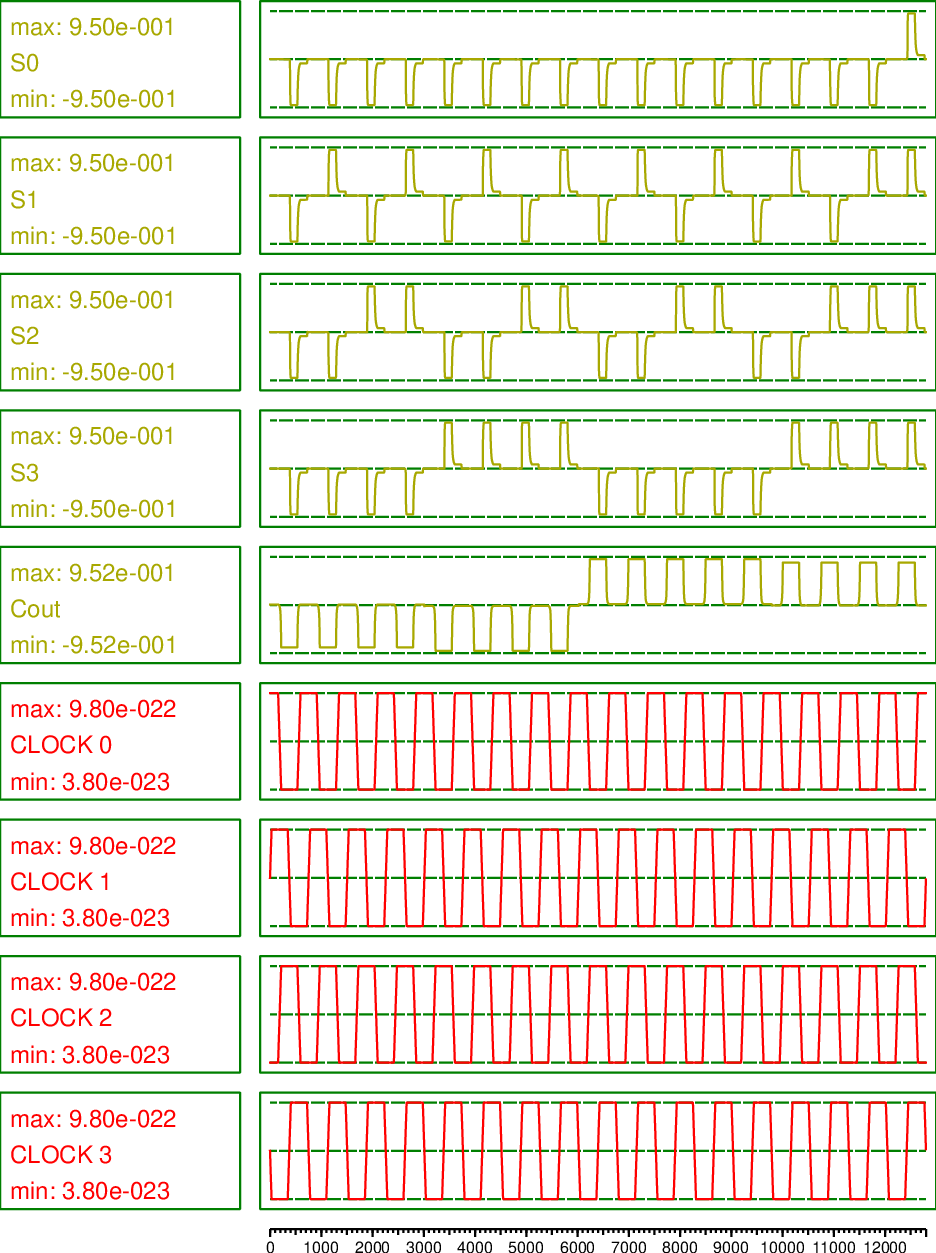 max: 9.50e-001
S0
min: -9.50e-001
max: 9.50e-001
S1
min: -9.50e-001
max: 9.50e-001
S2
min: -9.50e-001
max: 9.50e-001
S3
min: -9.50e-001
max: 9.52e-001
Cout
min: -9.52e-001
max: 9.80e-022
CLOCK 0
min: 3.80e-023
max: 9.80e-022
CLOCK 1
min: 3.80e-023
max: 9.80e-022
CLOCK 2
min: 3.80e-023
max: 9.80e-022
CLOCK 3
min: 3.80e-023
0 1000 2000 3000 4000 5000 6000 7000 8000 9000 10000 11000 12000